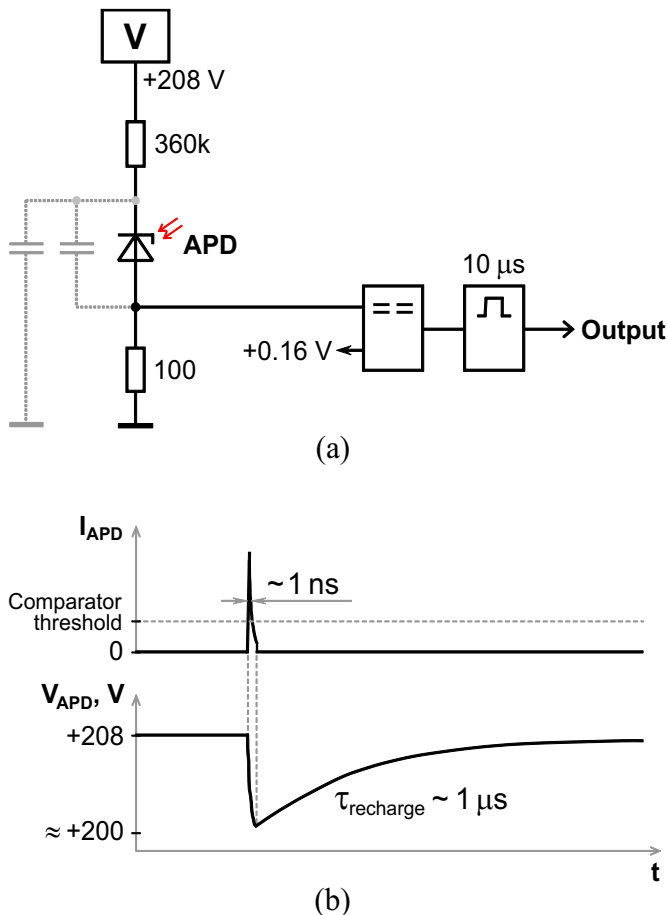 V
+208 V
360k
APD
10 μs
= =
+0.16 V
Output
100
(a)
I_APD
~ 1 ns
Comparator
threshold
0
V_APD, V
+208
τ_recharge ~ 1 μs
≈ +200
t
(b)